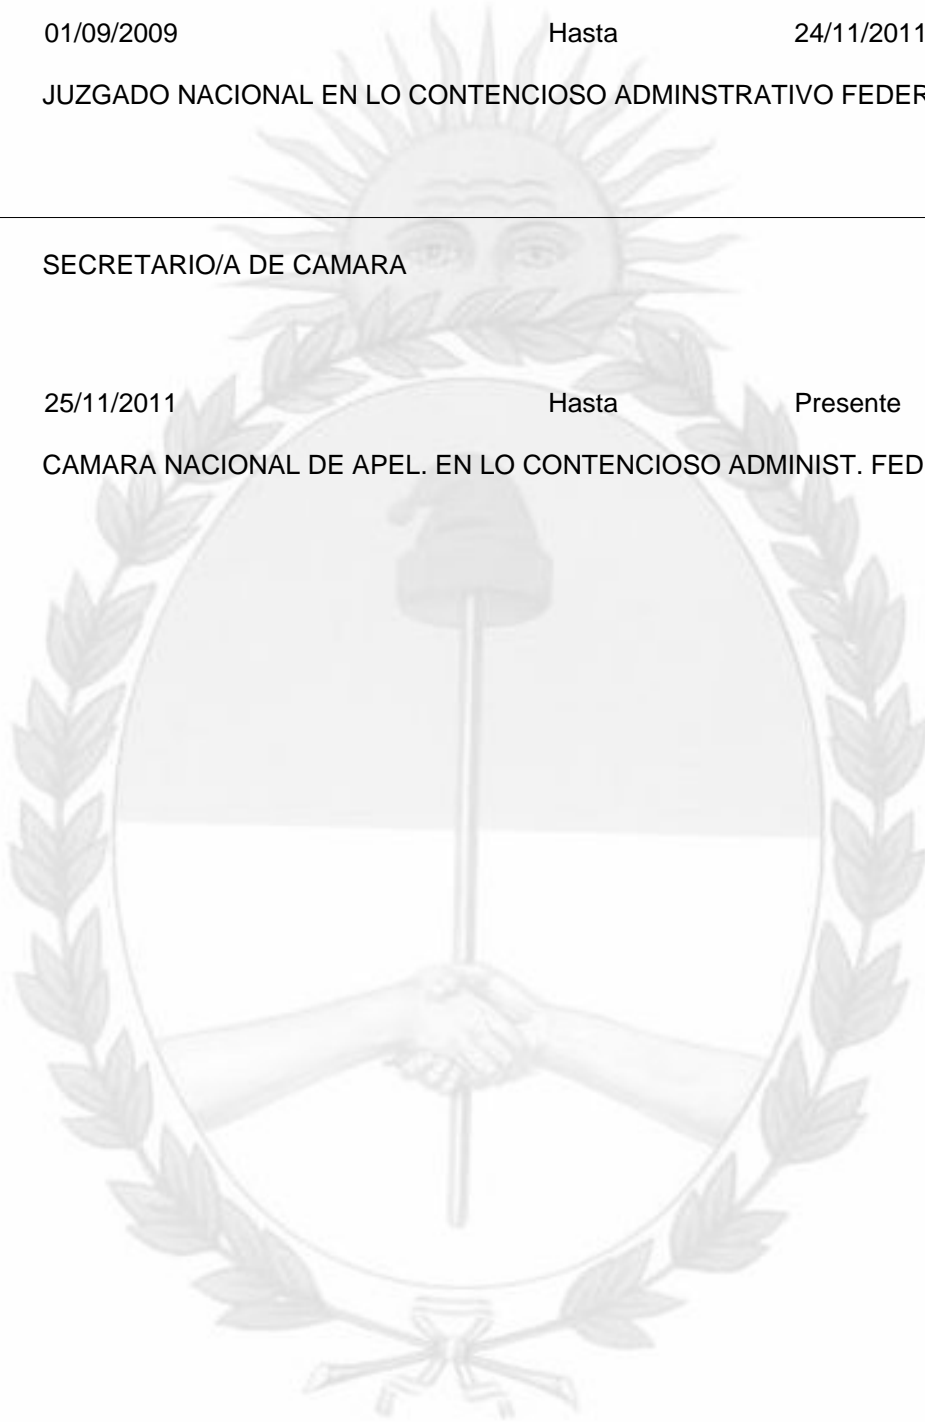 01/09/2009 Hasta 24/11/2011
JUZGADO NACIONAL EN LO CONTENCIOSO ADMINSTRATIVO FEDER
SECRETARIO/A DE CAMARA
25/11/2011 Hasta Presente
CAMARA NACIONAL DE APEL. EN LO CONTENCIOSO ADMINIST. FED